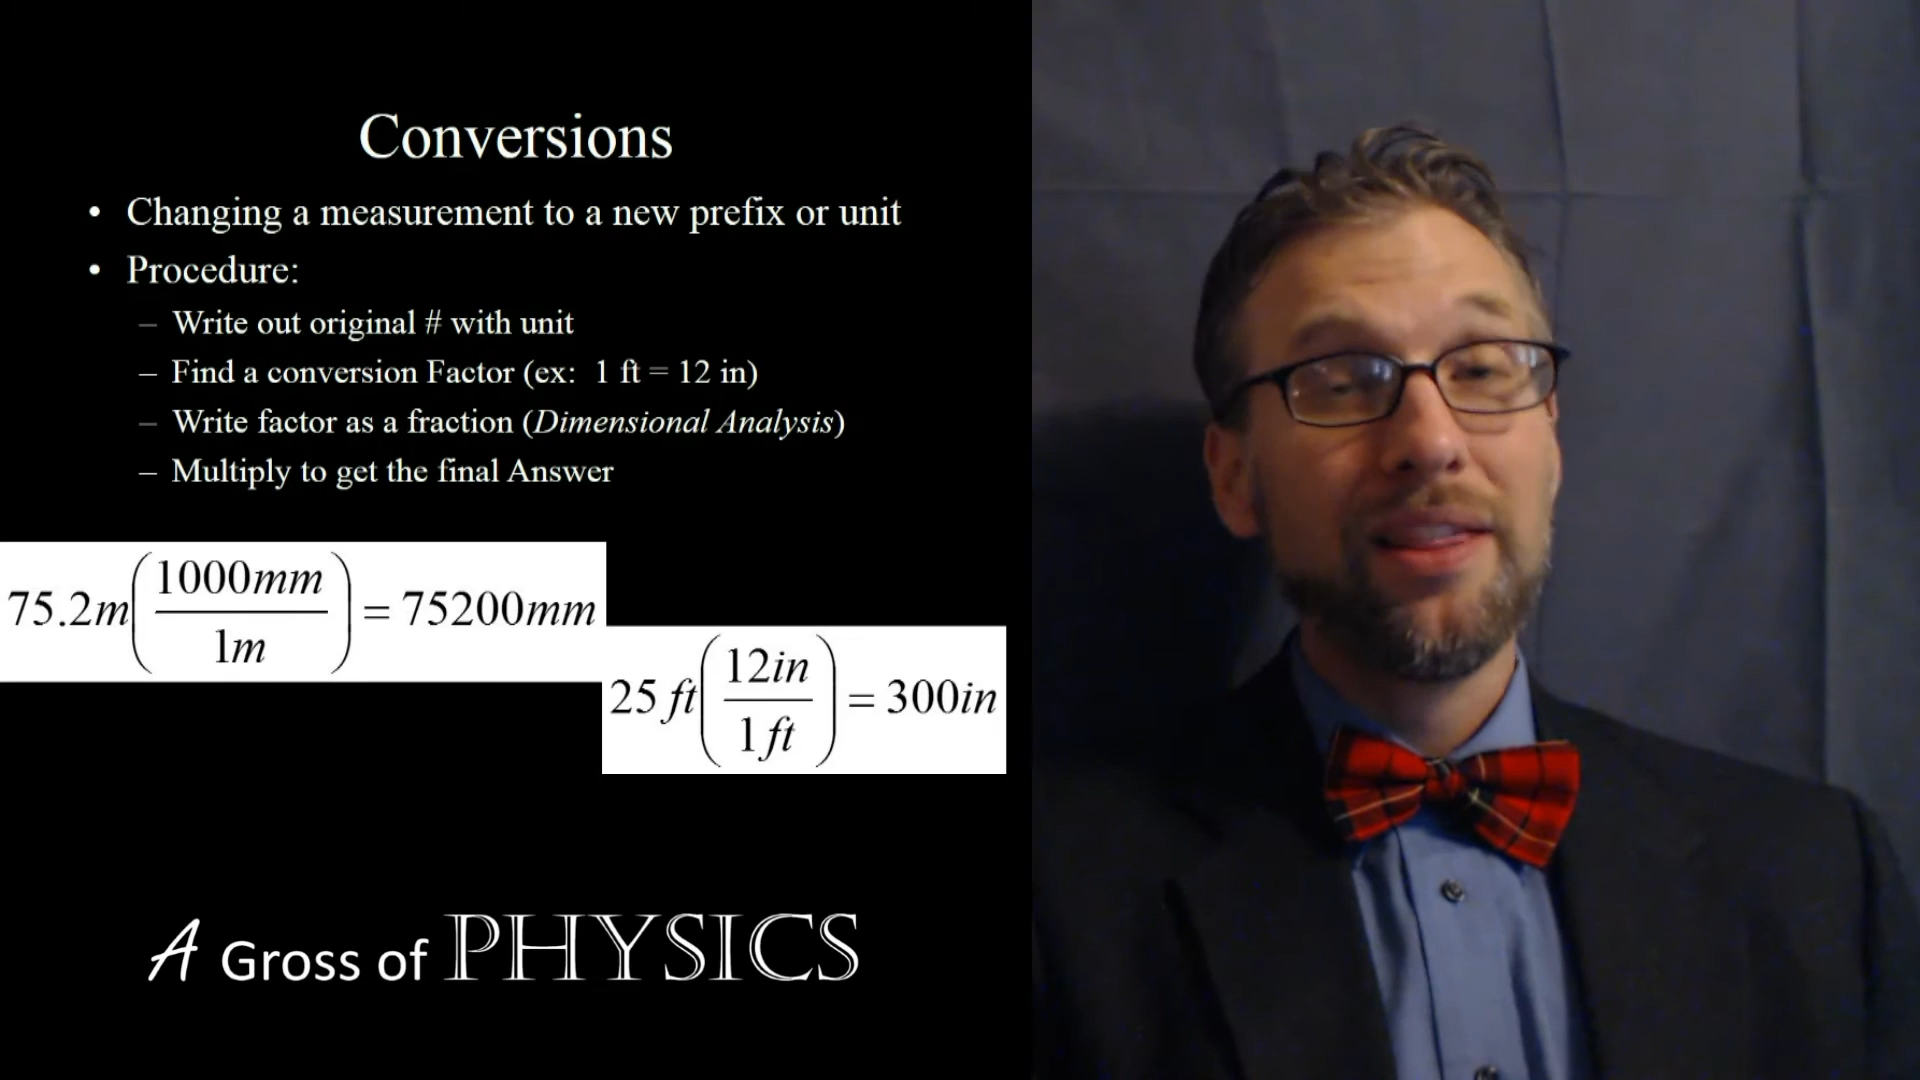 Conversions
• Changing a measurement to a new prefix or unit
• Procedure:
– Write out original # with unit
– Find a conversion Factor (ex: 1 ft = 12 in)
– Write factor as a fraction (Dimensional Analysis)
– Multiply to get the final Answer
75.2m(1000mm/1m) = 75200mm
25 ft(12in/1 ft) = 300in
A Gross of PHYSICS